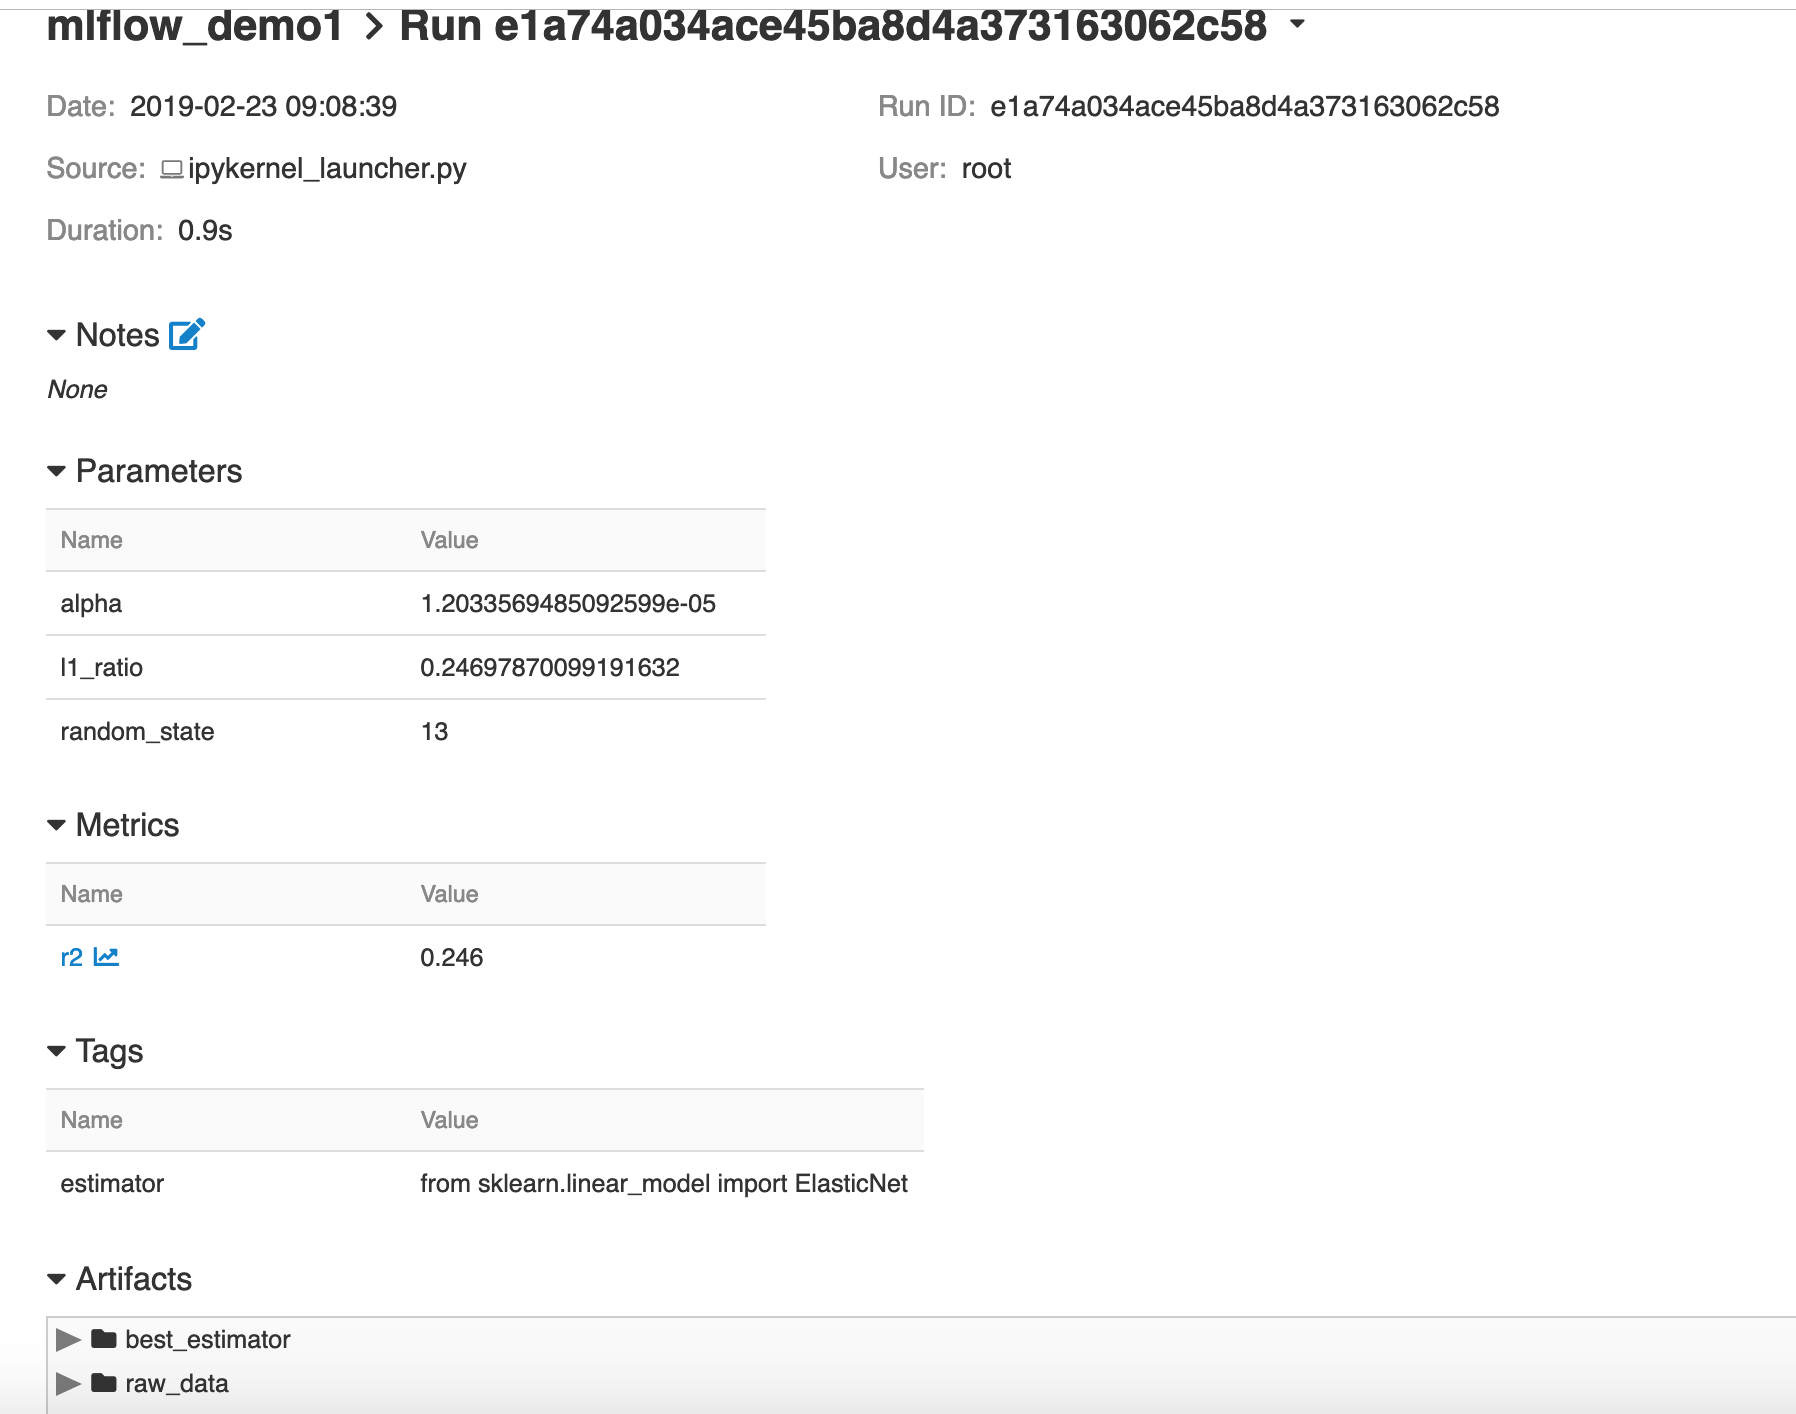 mlflow_demo1 > Run e1a74a034ace45ba8d4a373163062c58
Date: 2019-02-23 09:08:39
Run ID: e1a74a034ace45ba8d4a373163062c58
Source: ipykernel_launcher.py
User: root
Duration: 0.9s
Notes
None
Parameters
Name Value
alpha 1.2033569485092599e-05
l1_ratio 0.24697870099191632
random_state 13
Metrics
Name Value
r2 0.246
Tags
Name Value
estimator from sklearn.linear_model import ElasticNet
Artifacts
best_estimator
raw_data